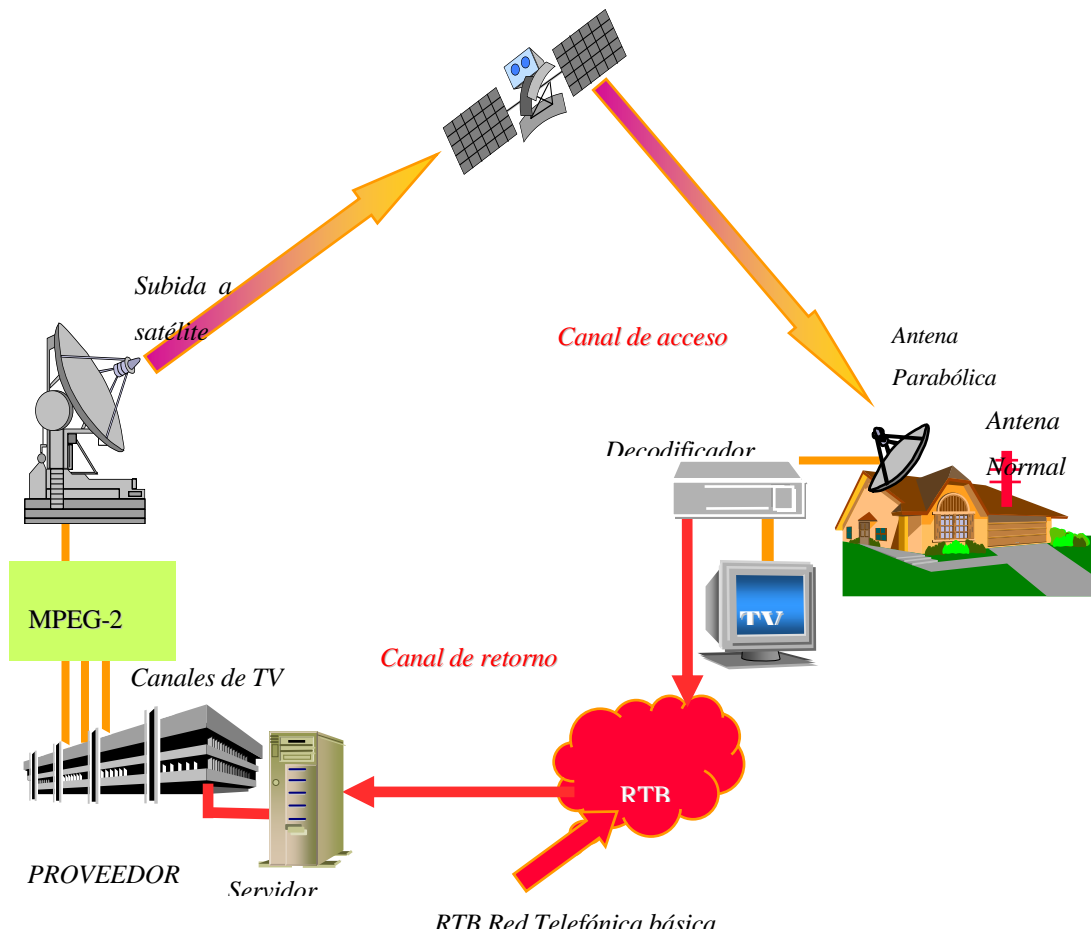 Subida a
satélite
Canal de acceso
Antena
Parabólica
Antena
Normal
Decodificador
MPEG-2
TV
Canal de retorno
Canales de TV
RTB
PROVEEDOR
Servidor
RTB Red Telefónica básica